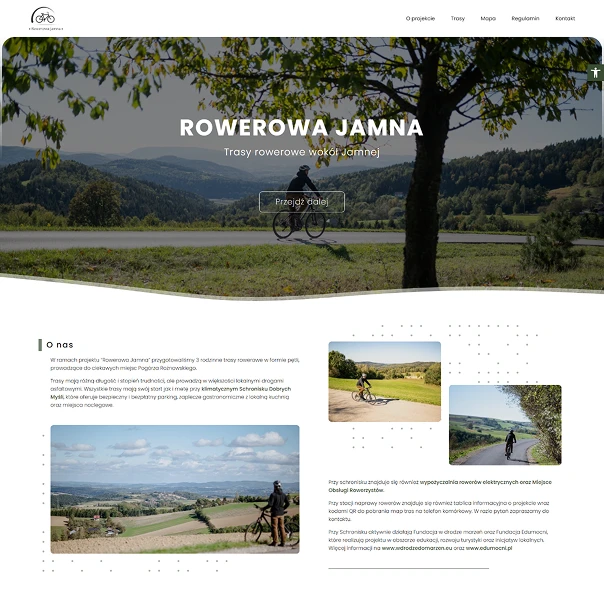 • Rowerowa Jamna •
O projekcie Trasy Mapa Regulamin Kontakt
ROWEROWA JAMNA
Trasy rowerowe wokół Jamnej
Przejdź dalej
O nas
W ramach projektu "Rowerowa Jamna" przygotowaliśmy 3 rodzinne trasy rowerowe w formie pętli,
prowadzące do ciekawych miejsc Pogórza Rożnowskiego.
Trasy mają różną długość i stopień trudności, ale prowadzą w większości lokalnymi drogami
asfaltowymi. Wszystkie trasy mają swój start jak i metę przy klimatycznym Schronisku Dobrych
Myśli, które oferuje bezpieczny i bezpłatny parking, zaplecze gastronomiczne z lokalną kuchnią
oraz miejsca noclegowe.
Przy schronisku znajduje się również wypożyczalnia rowerów elektrycznych oraz Miejsce
Obsługi Rowerzystów.
Przy stacji naprawy rowerów znajduje się również tablica informacyjna o projekcie wraz
kodami QR do pobrania map tras na telefon komórkowy. W razie pytań zapraszamy do
kontaktu.
Przy Schronisku aktywnie działają Fundacja w drodze marzeń oraz Fundacja Edumocni,
które realizują projekty w obszarze edukacji, rozwoju turystyki oraz inicjatyw lokalnych.
Więcej informacji na www.wdrodzedomarzen.eu oraz www.edumocni.pl